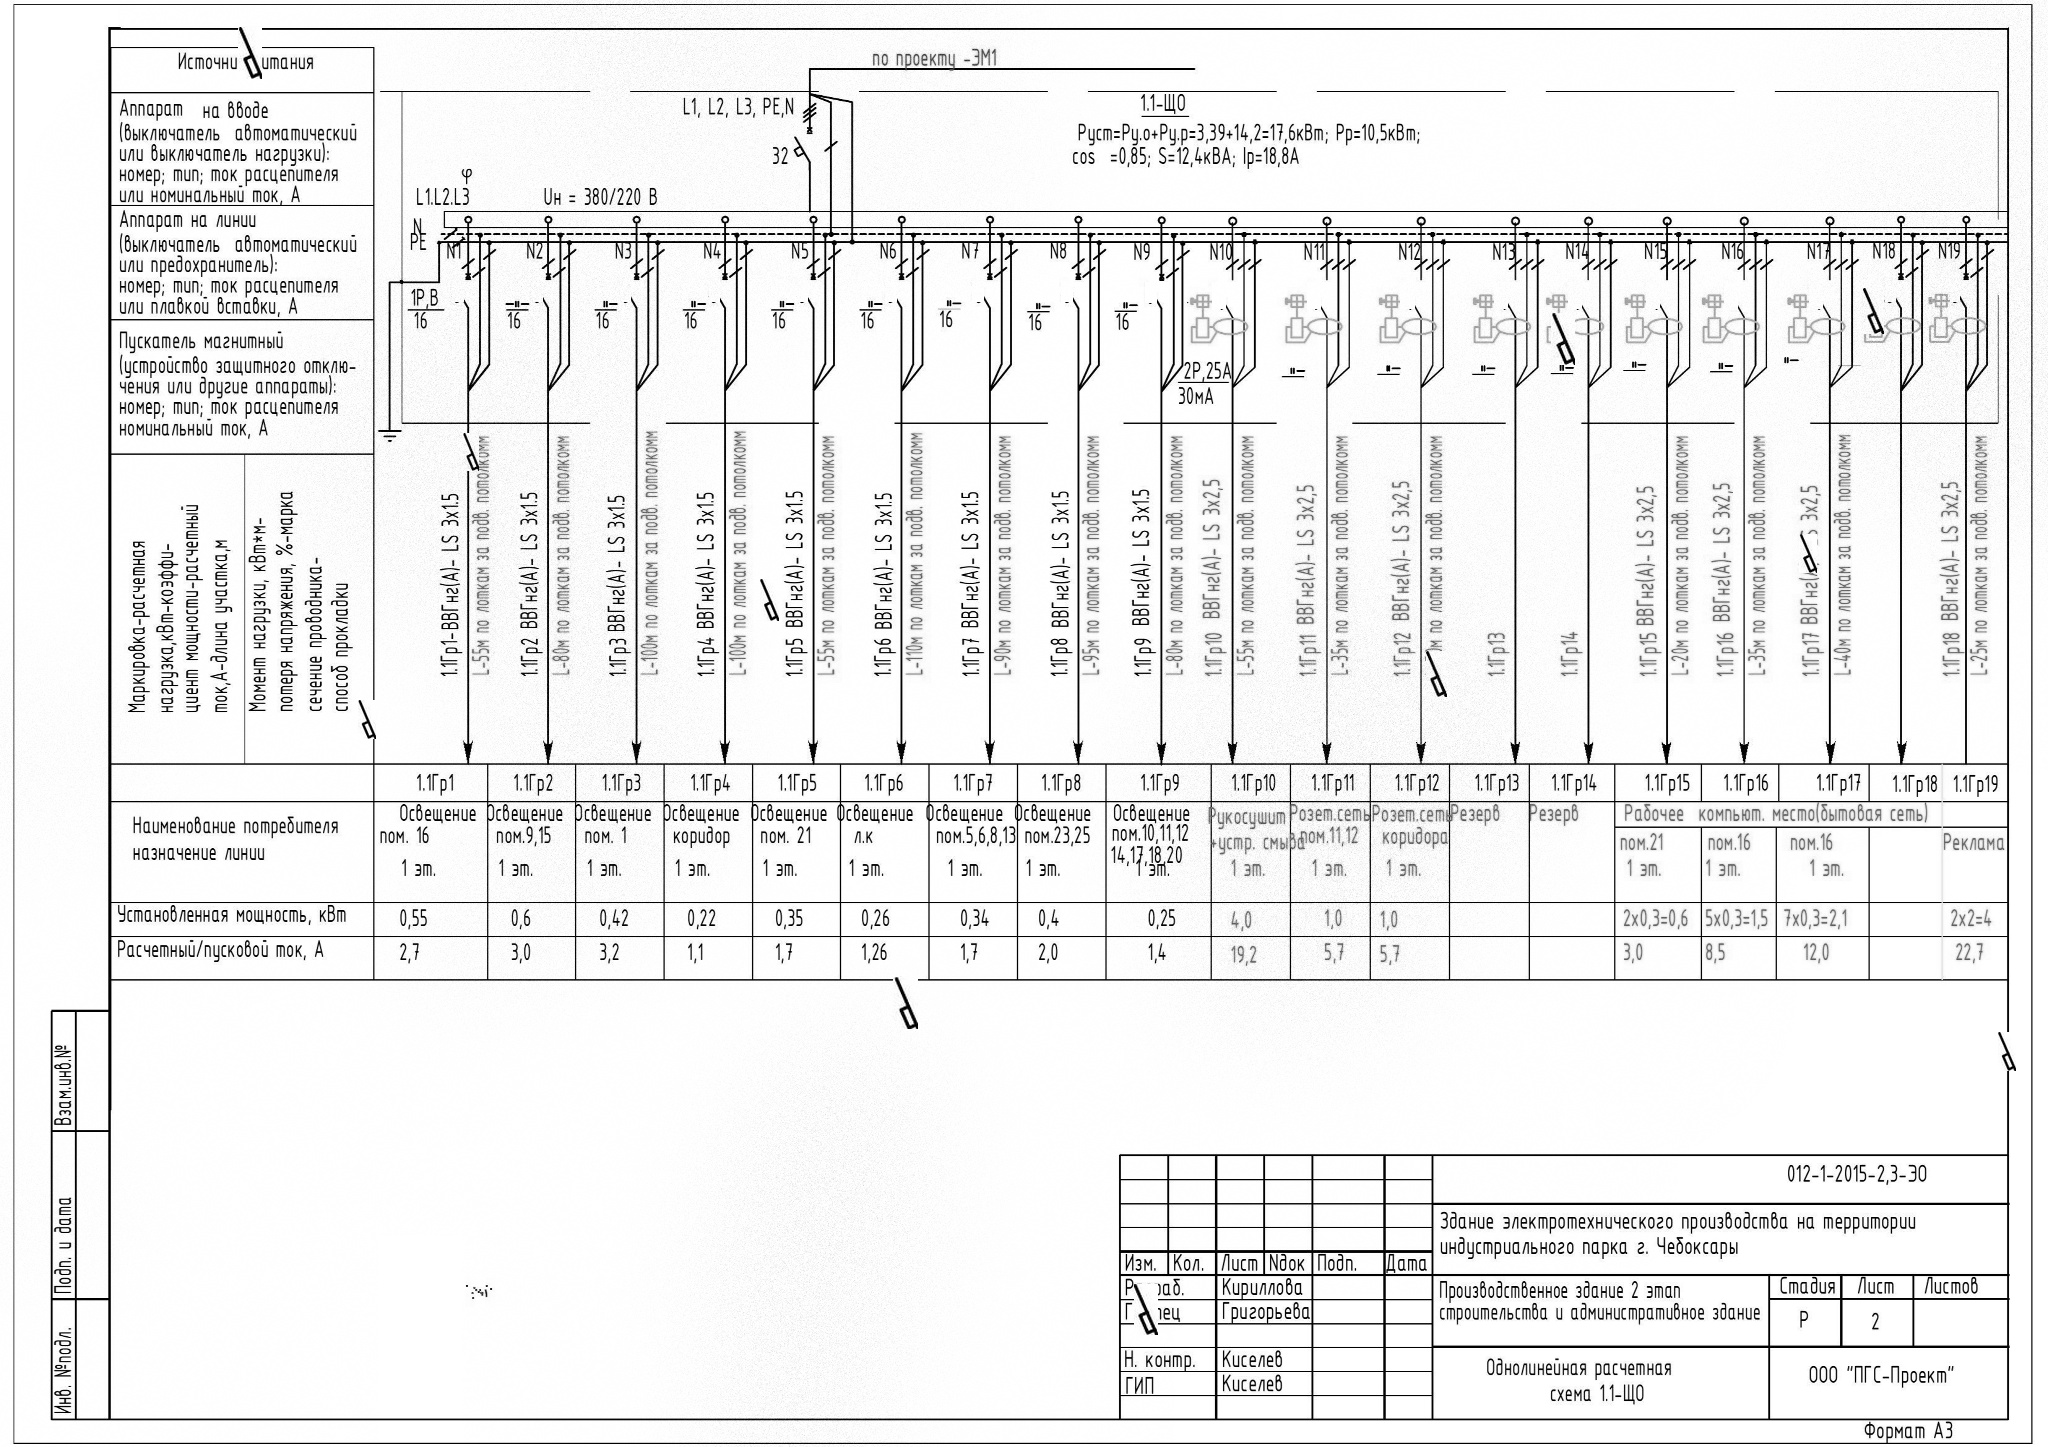 Источни итания
Аппарат на вводе
(выключатель автоматический
или выключатель нагрузки):
номер; тип; ток расцепителя
или номинальный ток, А
Аппарат на линии
(выключатель автоматический
или предохранитель):
номер; тип; ток расцепителя
или плавкой вставки, А
Пускатель магнитный
(устройство защитного отклю-
чения или другие аппараты):
номер; тип; ток расцепителя
номинальный ток, А
Маркировка-расчетная
нагрузка,кВт-коэффи-
циент мощности-расчетный
ток,А-длина участка,м
Момент нагрузки, кВт*м-
потеря напряжения, %-марка
сечение проводника-
способ прокладки
по проекту -ЭМ1
L1, L2, L3, PE,N
32
1.1-ЩО
Руст=Ру.о+Ру.р=3,39+14,2=17,6кВт; Рр=10,5кВт;
cos =0,85; S=12,4кВА; Iр=18,8А
φ
L1.L2.L3
Uн = 380/220 В
N
PE
N1 N2 N3 N4 N5 N6 N7 N8 N9 N10 N11 N12 N13 N14 N15 N16 N17 N18 N19
1Р,В
16
-"-
16
-"-
16
-"-
16
-"-
16
-"-
16
-"-
16
-"-
16
-"-
16
2Р,25А
30мА
1.1Гр1-ВВГнг(А)- LS 3х1.5
L-55м по лоткам за подв. потолкомм
1.1Гр2 ВВГнг(А)- LS 3х1.5
L-80м по лоткам за подв. потолкомм
1.1Гр3 ВВГнг(А)- LS 3х1.5
L-100м по лоткам за подв. потолкомм
1.1Гр4 ВВГнг(А)- LS 3х1.5
L-100м по лоткам за подв. потолкомм
1.1Гр5 ВВГнг(А)- LS 3х1.5
L-55м по лоткам за подв. потолкомм
1.1Гр6 ВВГнг(А)- LS 3х1.5
L-110м по лоткам за подв. потолкомм
1.1Гр7 ВВГнг(А)- LS 3х1.5
L-90м по лоткам за подв. потолкомм
1.1Гр8 ВВГнг(А)- LS 3х1.5
L-95м по лоткам за подв. потолкомм
1.1Гр9 ВВГнг(А)- LS 3х1.5
L-80м по лоткам за подв. потолкомм
1.1Гр10 ВВГнг(А)- LS 3х2,5
L-55м по лоткам за подв. потолкомм
1.1Гр11 ВВГнг(А)- LS 3х2,5
L-35м по лоткам за подв. потолкомм
1.1Гр12 ВВГнг(А)- LS 3х2,5
по лоткам за подв. потолкомм
1.1Гр13
1.1Гр14
1.1Гр15 ВВГнг(А)- LS 3х2,5
L-20м по лоткам за подв. потолкомм
1.1Гр16 ВВГнг(А)- LS 3х2,5
L-35м по лоткам за подв. потолкомм
1.1Гр17 ВВГнг(А S 3х2,5
L-40м по лоткам за подв. потолкомм
1.1Гр18 ВВГнг(А)- LS 3х2,5
L-25м по лоткам за подв. потолкомм
1.1Гр1 1.1Гр2 1.1Гр3 1.1Гр4 1.1Гр5 1.1Гр6 1.1Гр7 1.1Гр8 1.1Гр9 1.1Гр10 1.1Гр11 1.1Гр12 1.1Гр13 1.1Гр14 1.1Гр15 1.1Гр16 1.1Гр17 1.1Гр18 1.1Гр19
Наименование потребителя
назначение линии
Освещение
пом. 16
1 эт.
Освещение
пом.9,15
1 эт.
Освещение
пом. 1
1 эт.
Освещение
коридор
1 эт.
Освещение
пом. 21
1 эт.
Освещение
л.к
1 эт.
Освещение
пом.5,6,8,13
1 эт.
Освещение
пом.23,25
1 эт.
Освещение
пом.10,11,12
14,17,18,20
1 эт.
Рукосушит
+устр. смыва
1 эт.
Розет.сеть
пом.11,12
1 эт.
Розет.сеть
коридора
1 эт.
Резерв
Резерв
Рабочее компьют. место(бытовая сеть)
пом.21
1 эт.
пом.16
1 эт.
пом.16
1 эт.
Реклама
Установленная мощность, кВт 0,55 0,6 0,42 0,22 0,35 0,26 0,34 0,4 0,25 4,0 1,0 1,0 2х0,3=0,6 5х0,3=1,5 7х0,3=2,1 2х2=4
Расчетный/пусковой ток, А 2,7 3,0 3,2 1,1 1,7 1,26 1,7 2,0 1,4 19,2 5,7 5,7 3,0 8,5 12,0 22,7
Взам.инв.№
Подп. и дата
Инв. №подл.
012-1-2015-2,3-ЭО
Здание электротехнического производства на территории
индустриального парка г. Чебоксары
Изм. Кол. Лист Nдок Подп. Дата
Р аб. Кириллова
Г пец Григорьева
Н. контр. Киселев
ГИП Киселев
Производственное здание 2 этап
строительства и административное здание
Стадия Лист Листов
Р 2
Однолинейная расчетная
схема 1.1-ЩО
ООО "ПГС-Проект"
Формат А3